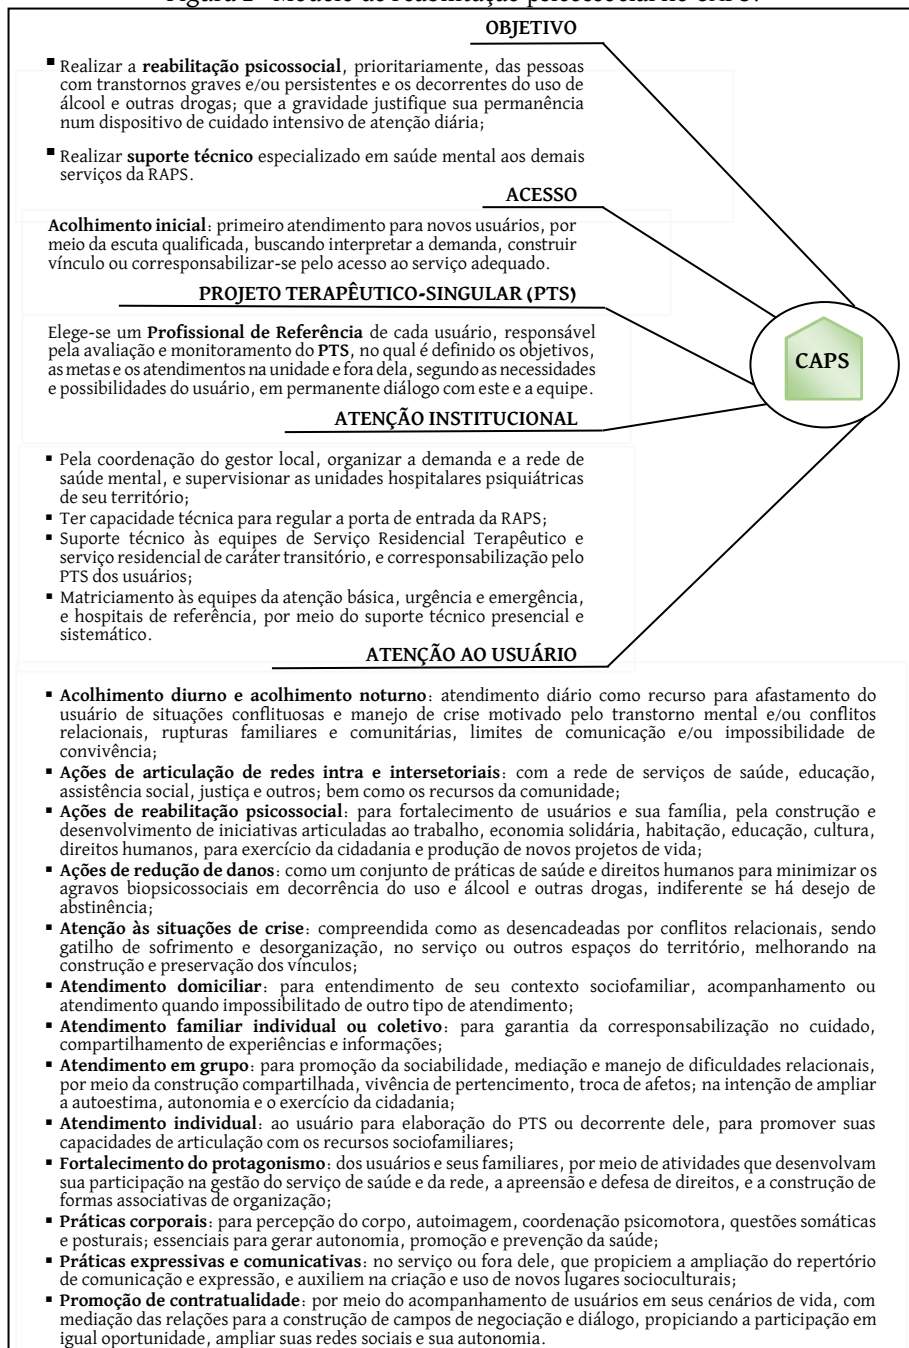 OBJETIVO
▪ Realizar a reabilitação psicossocial, prioritariamente, das pessoas
com transtornos graves e/ou persistentes e os decorrentes do uso de
álcool e outras drogas; que a gravidade justifique sua permanência
num dispositivo de cuidado intensivo de atenção diária;
▪ Realizar suporte técnico especializado em saúde mental aos demais
serviços da RAPS.
ACESSO
Acolhimento inicial: primeiro atendimento para novos usuários, por
meio da escuta qualificada, buscando interpretar a demanda, construir
vínculo ou corresponsabilizar-se pelo acesso ao serviço adequado.
PROJETO TERAPÊUTICO-SINGULAR (PTS)
Elege-se um Profissional de Referência de cada usuário, responsável
pela avaliação e monitoramento do PTS, no qual é definido os objetivos,
as metas e os atendimentos na unidade e fora dela, segundo as necessidades
e possibilidades do usuário, em permanente diálogo com este e a equipe.
CAPS
ATENÇÃO INSTITUCIONAL
▪ Pela coordenação do gestor local, organizar a demanda e a rede de
saúde mental, e supervisionar as unidades hospitalares psiquiátricas
de seu território;
▪ Ter capacidade técnica para regular a porta de entrada da RAPS;
▪ Suporte técnico às equipes de Serviço Residencial Terapêutico e
serviço residencial de caráter transitório, e corresponsabilização pelo
PTS dos usuários;
▪ Matriciamento às equipes da atenção básica, urgência e emergência,
e hospitais de referência, por meio do suporte técnico presencial e
sistemático.
ATENÇÃO AO USUÁRIO
▪ Acolhimento diurno e acolhimento noturno: atendimento diário como recurso para afastamento do
usuário de situações conflituosas e manejo de crise motivado pelo transtorno mental e/ou conflitos
relacionais, rupturas familiares e comunitárias, limites de comunicação e/ou impossibilidade de
convivência;
▪ Ações de articulação de redes intra e intersetoriais: com a rede de serviços de saúde, educação,
assistência social, justiça e outros; bem como os recursos da comunidade;
▪ Ações de reabilitação psicossocial: para fortalecimento de usuários e sua família, pela construção e
desenvolvimento de iniciativas articuladas ao trabalho, economia solidária, habitação, educação, cultura,
direitos humanos, para exercício da cidadania e produção de novos projetos de vida;
▪ Ações de redução de danos: como um conjunto de práticas de saúde e direitos humanos para minimizar os
agravos biopsicossociais em decorrência do uso e álcool e outras drogas, indiferente se há desejo de
abstinência;
▪ Atenção às situações de crise: compreendida como as desencadeadas por conflitos relacionais, sendo
gatilho de sofrimento e desorganização, no serviço ou outros espaços do território, melhorando na
construção e preservação dos vínculos;
▪ Atendimento domiciliar: para entendimento de seu contexto sociofamiliar, acompanhamento ou
atendimento quando impossibilitado de outro tipo de atendimento;
▪ Atendimento familiar individual ou coletivo: para garantia da corresponsabilização no cuidado,
compartilhamento de experiências e informações;
▪ Atendimento em grupo: para promoção da sociabilidade, mediação e manejo de dificuldades relacionais,
por meio da construção compartilhada, vivência de pertencimento, troca de afetos; na intenção de ampliar
a autoestima, autonomia e o exercício da cidadania;
▪ Atendimento individual: ao usuário para elaboração do PTS ou decorrente dele, para promover suas
capacidades de articulação com os recursos sociofamiliares;
▪ Fortalecimento do protagonismo: dos usuários e seus familiares, por meio de atividades que desenvolvam
sua participação na gestão do serviço de saúde e da rede, a apreensão e defesa de direitos, e a construção de
formas associativas de organização;
▪ Práticas corporais: para percepção do corpo, autoimagem, coordenação psicomotora, questões somáticas
e posturais; essenciais para gerar autonomia, promoção e prevenção da saúde;
▪ Práticas expressivas e comunicativas: no serviço ou fora dele, que propiciem a ampliação do repertório
de comunicação e expressão, e auxiliem na criação e uso de novos lugares socioculturais;
▪ Promoção de contratualidade: por meio do acompanhamento de usuários em seus cenários de vida, com
mediação das relações para a construção de campos de negociação e diálogo, propiciando a participação em
igual oportunidade, ampliar suas redes sociais e sua autonomia.